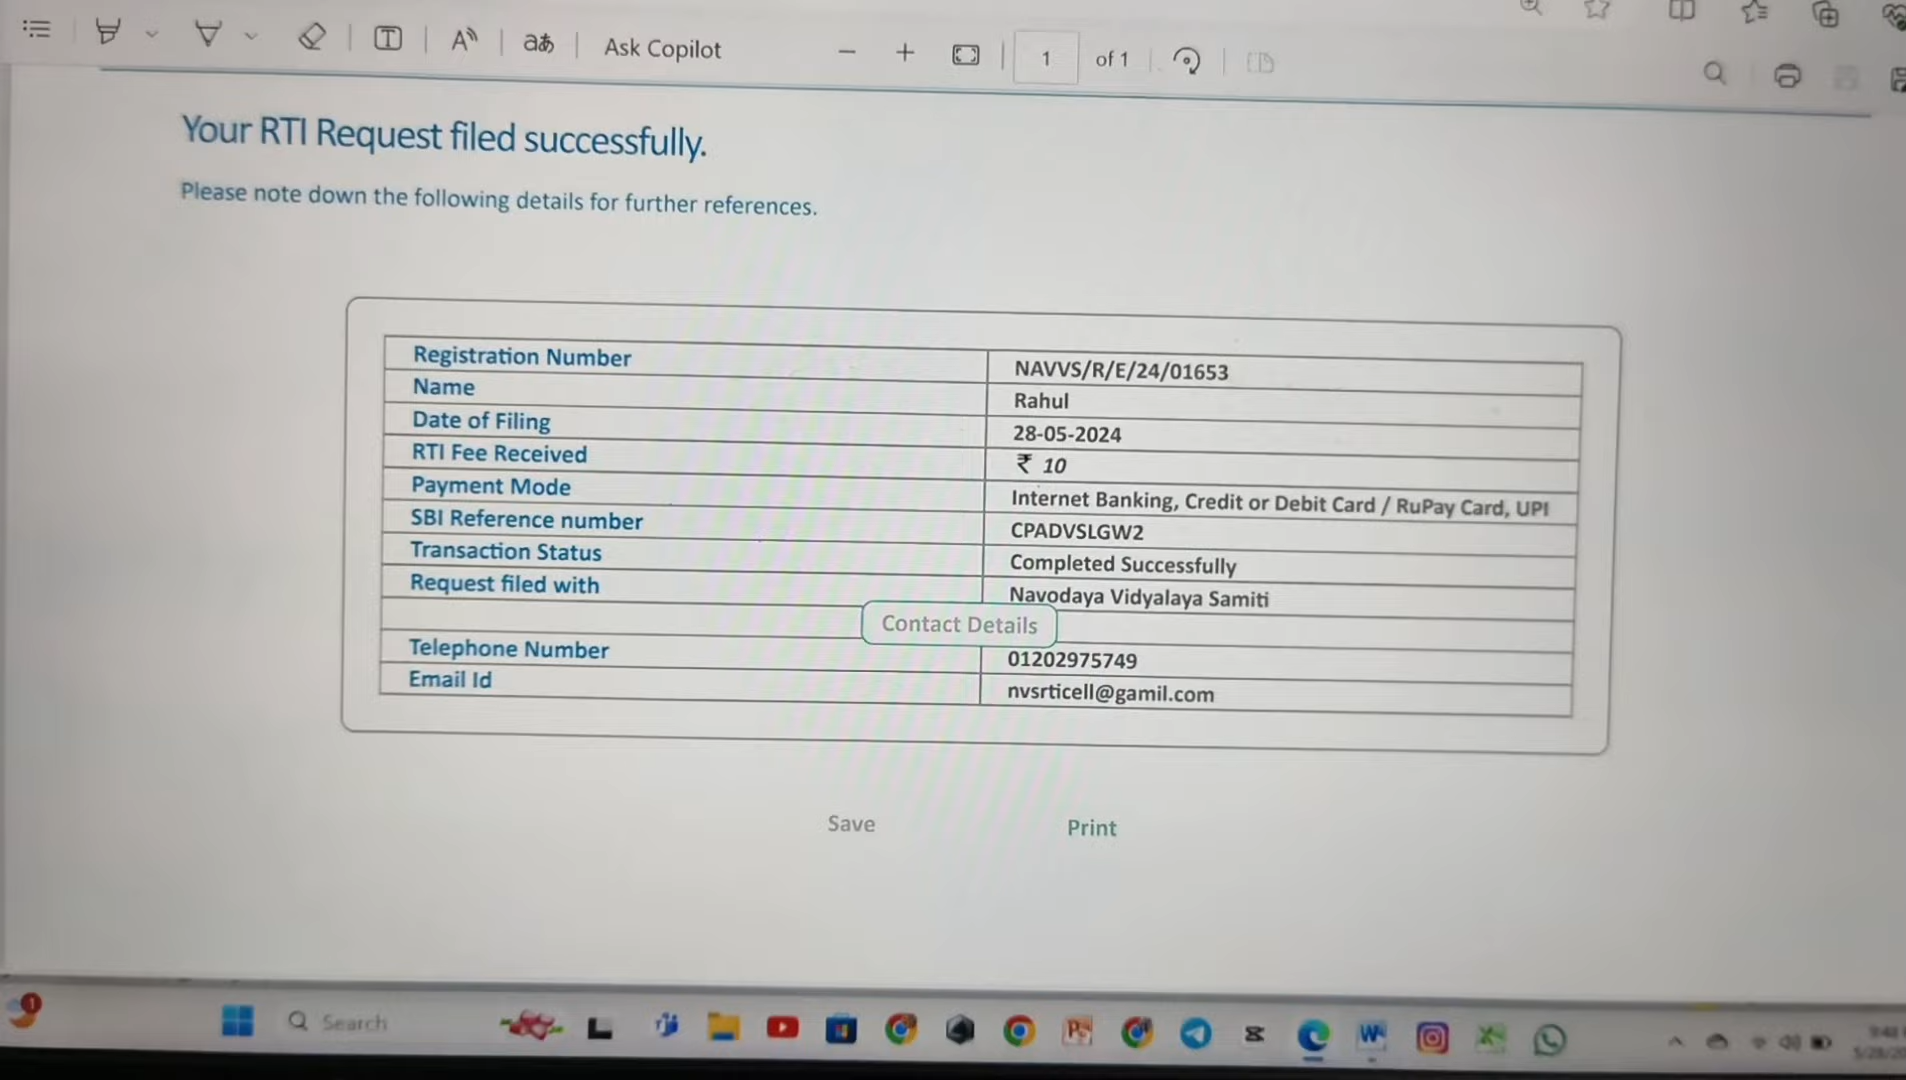 Ask Copilot
1 of 1
Your RTI Request filed successfully.
Please note down the following details for further references.
Registration Number NAVVS/R/E/24/01653
Name Rahul
Date of Filing 28-05-2024
RTI Fee Received ₹ 10
Payment Mode Internet Banking, Credit or Debit Card / RuPay Card, UPI
SBI Reference number CPADVSLGW2
Transaction Status Completed Successfully
Request filed with Navodaya Vidyalaya Samiti
Contact Details
Telephone Number 01202975749
Email Id nvsrticell@gamil.com
Save Print
1
Search